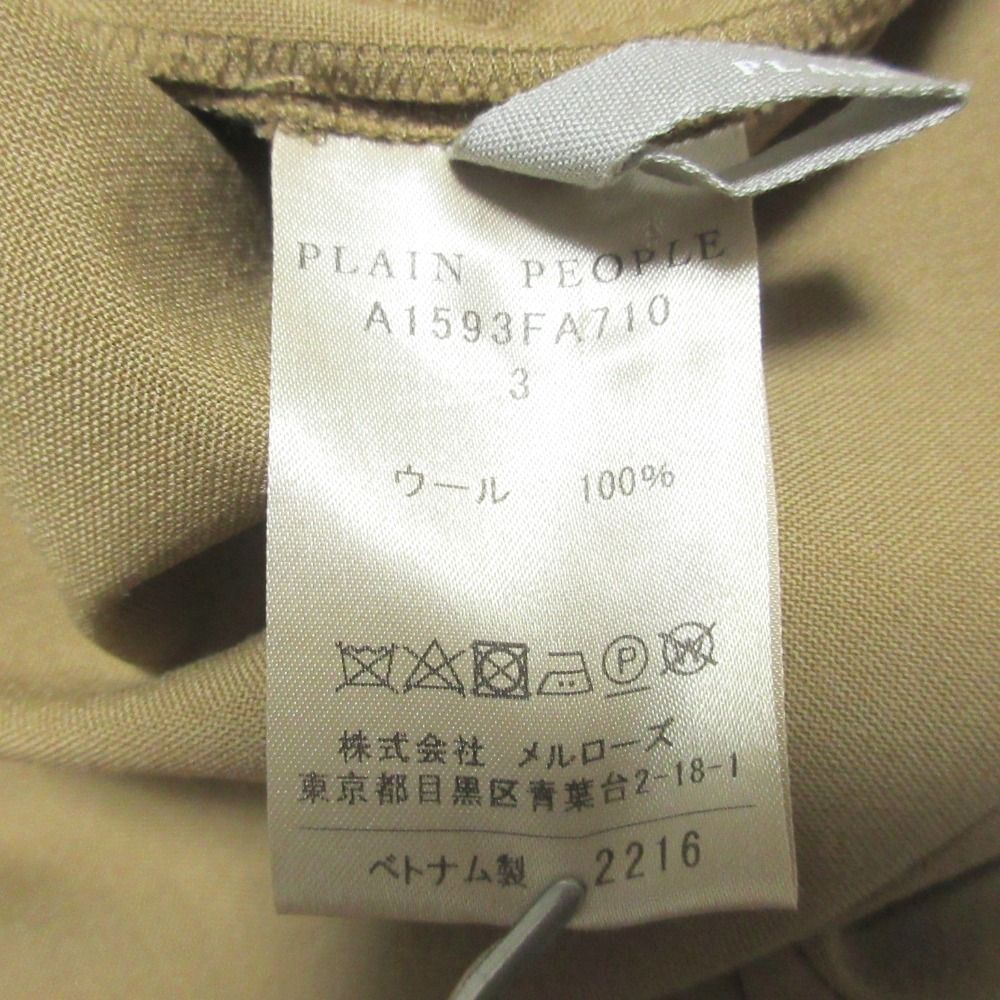 PLAIN PEOPLE
A1593FA710
3
ウール 100%
P
W
株式会社 メルローズ
東京都目黒区青葉台2-18-1
ベトナム製 2216